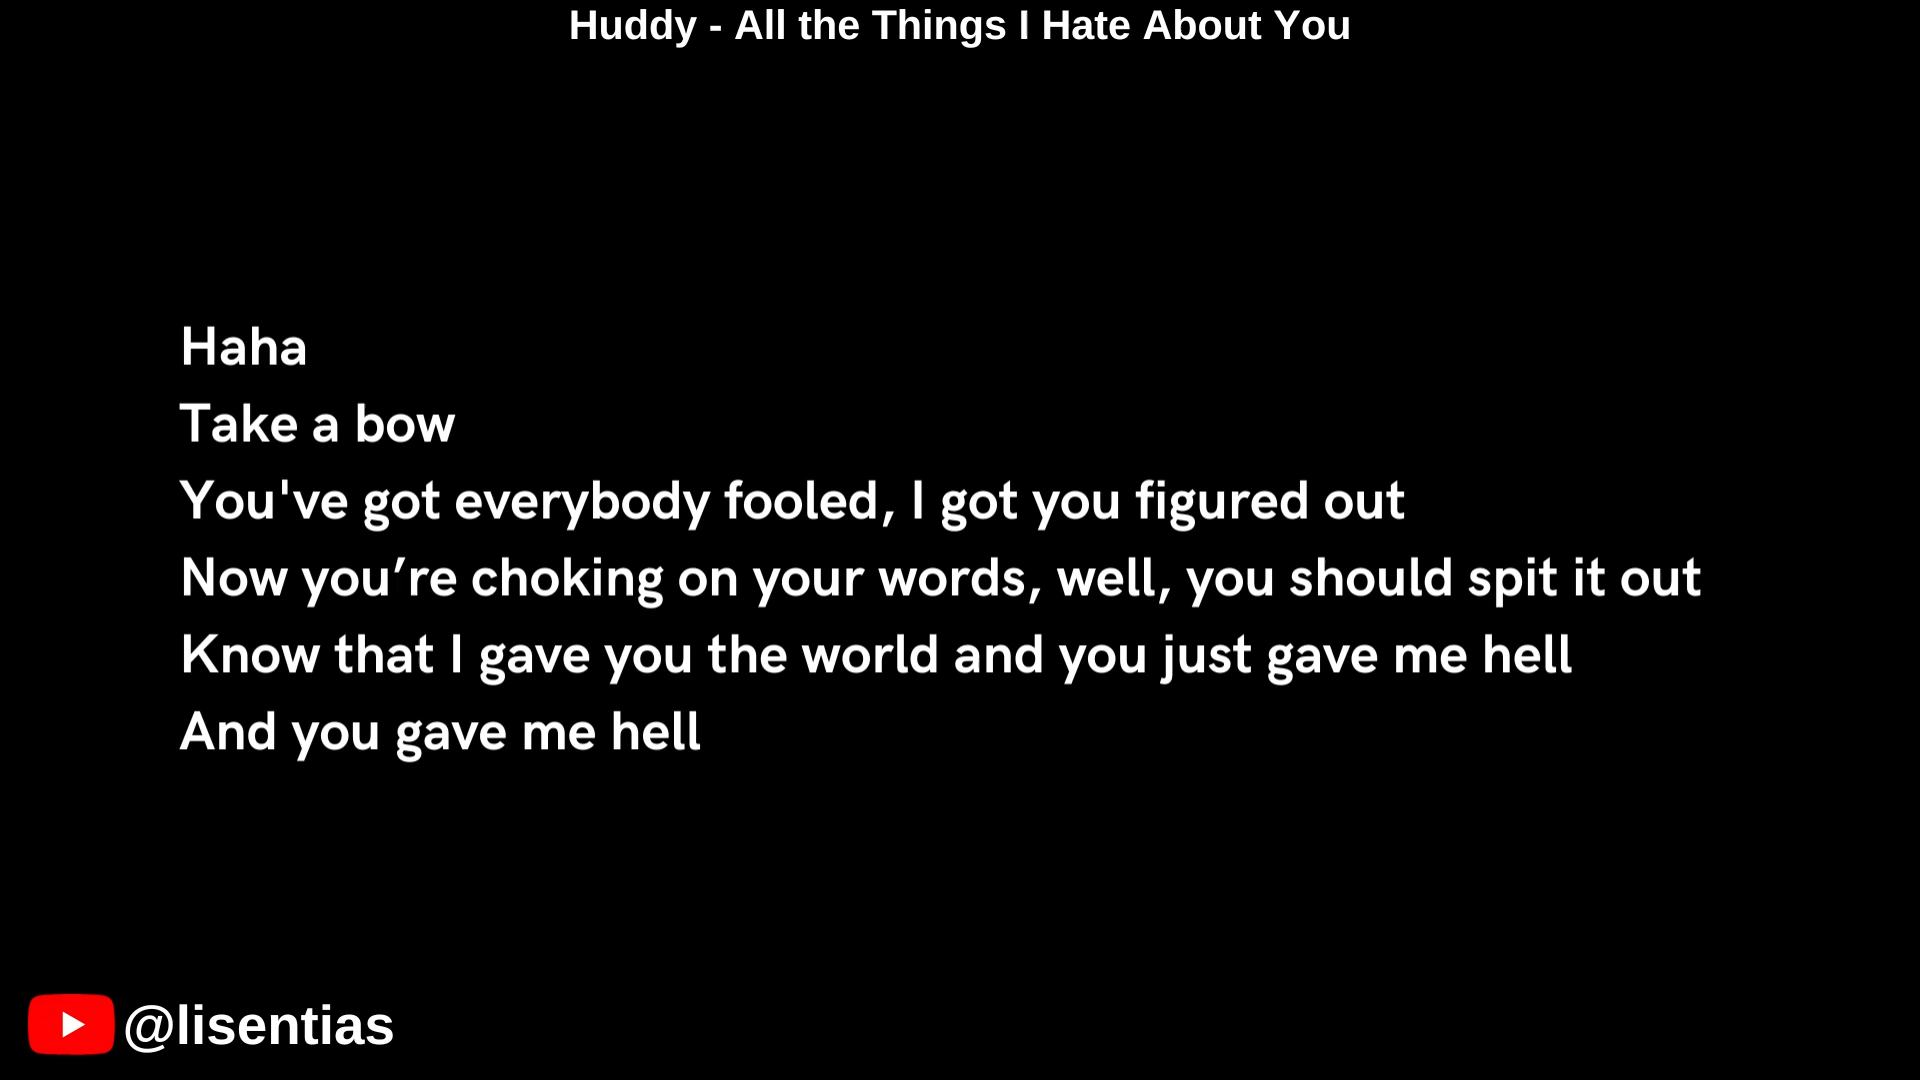 Huddy - All the Things I Hate About You
Haha
Take a bow
You've got everybody fooled, I got you figured out
Now you’re choking on your words, well, you should spit it out
Know that I gave you the world and you just gave me hell
And you gave me hell
@lisentias